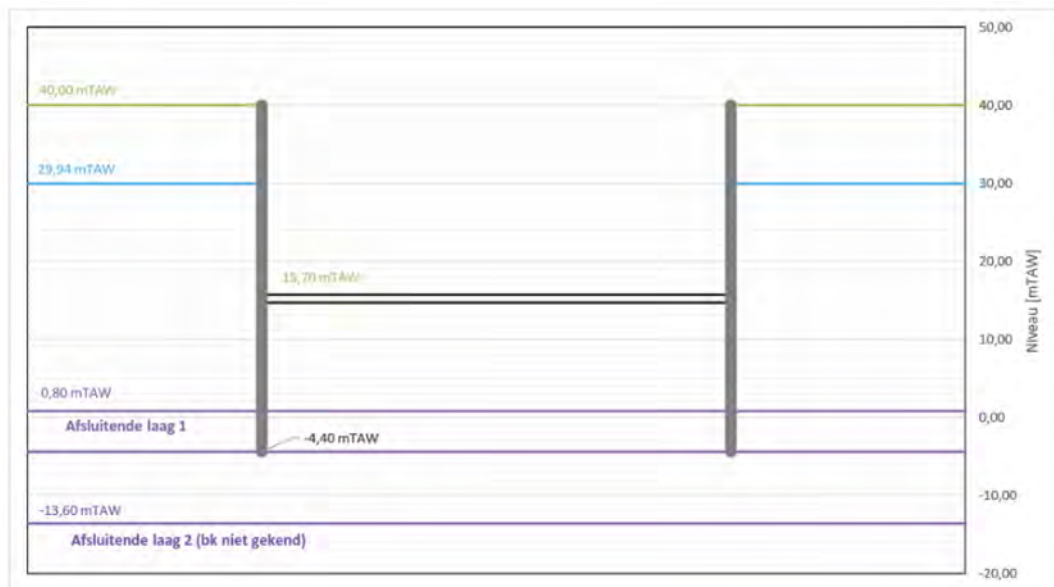 50,00
40,00 mTAW
40,00
29,94 mTAW
30,00
20,00
15,70 mTAW
Niveau [mTAW]
10,00
0,80 mTAW
0,00
Afsluitende laag 1
-4,40 mTAW
-10,00
-13,60 mTAW
Afsluitende laag 2 (bk niet gekend)
-20,00